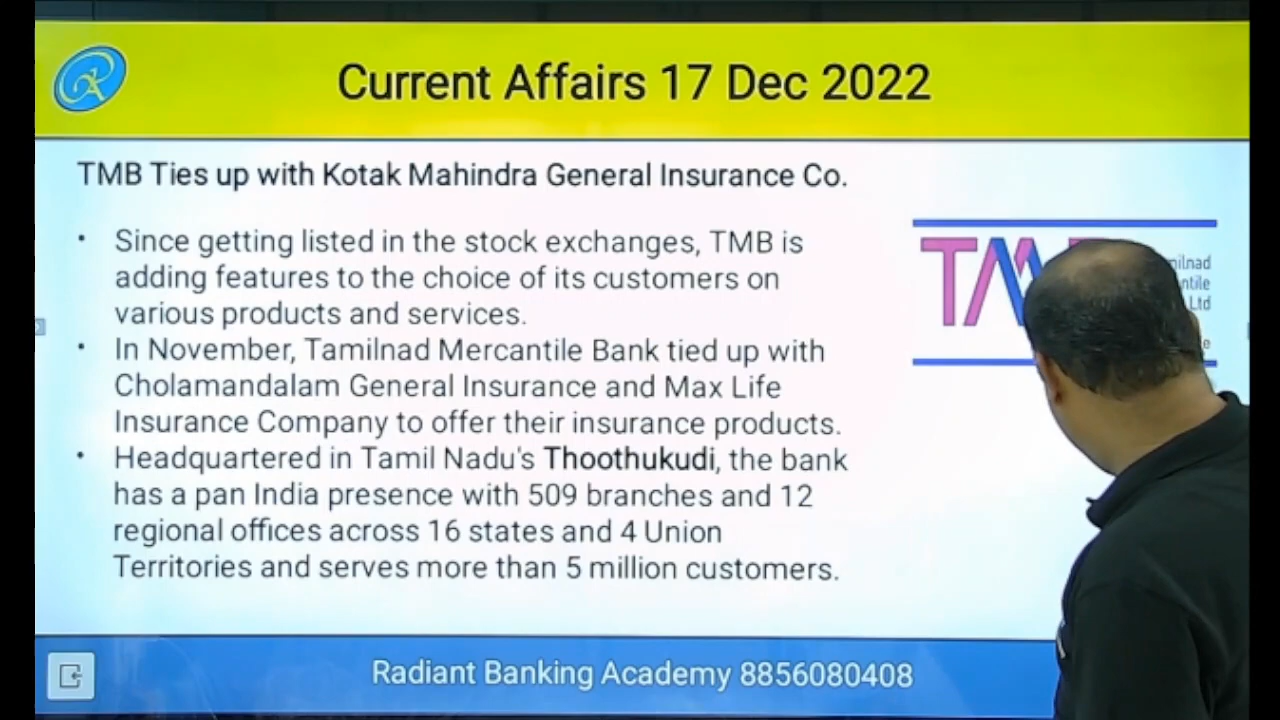 Current Affairs 17 Dec 2022
TMB Ties up with Kotak Mahindra General Insurance Co.
• Since getting listed in the stock exchanges, TMB is
adding features to the choice of its customers on
various products and services.
• In November, Tamilnad Mercantile Bank tied up with
Cholamandalam General Insurance and Max Life
Insurance Company to offer their insurance products.
• Headquartered in Tamil Nadu's Thoothukudi, the bank
has a pan India presence with 509 branches and 12
regional offices across 16 states and 4 Union
Territories and serves more than 5 million customers.
Ltd
Radiant Banking Academy 8856080408